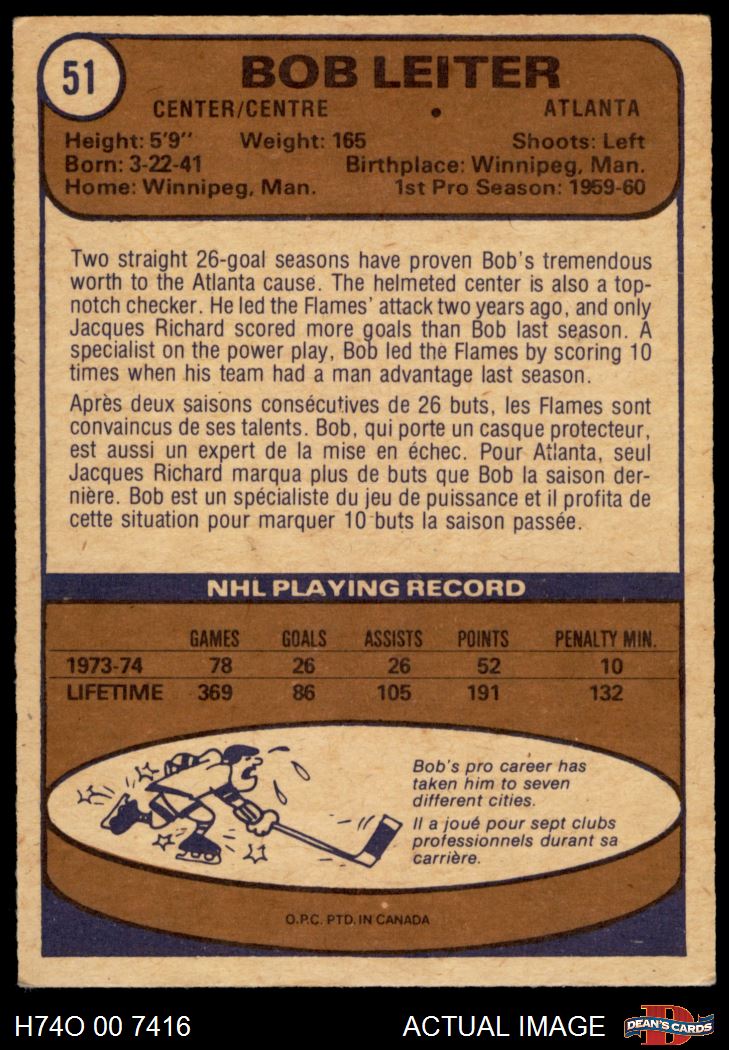 51
BOB LEITER
CENTER/CENTRE • ATLANTA
Height: 5'9" Weight: 165 Shoots: Left
Born: 3-22-41 Birthplace: Winnipeg, Man.
Home: Winnipeg, Man. 1st Pro Season: 1959-60
Two straight 26-goal seasons have proven Bob's tremendous
worth to the Atlanta cause. The helmeted center is also a top-
notch checker. He led the Flames' attack two years ago, and only
Jacques Richard scored more goals than Bob last season. A
specialist on the power play, Bob led the Flames by scoring 10
times when his team had a man advantage last season.
Après deux saisons consécutives de 26 buts, les Flames sont
convaincus de ses talents. Bob, qui porte un casque protecteur,
est aussi un expert de la mise en échec. Pour Atlanta, seul
Jacques Richard marqua plus de buts que Bob la saison der-
nière. Bob est un spécialiste du jeu de puissance et il profita de
cette situation pour marquer 10 buts la saison passée.
NHL PLAYING RECORD
GAMES GOALS ASSISTS POINTS PENALTY MIN.
1973-74 78 26 26 52 10
LIFETIME 369 86 105 191 132
Bob's pro career has
taken him to seven
different cities.
Il a joué pour sept clubs
professionnels durant sa
carrière.
O.P.C. PTD. IN CANADA
H74O 00 7416 ACTUAL IMAGE DEAN'S CARDS